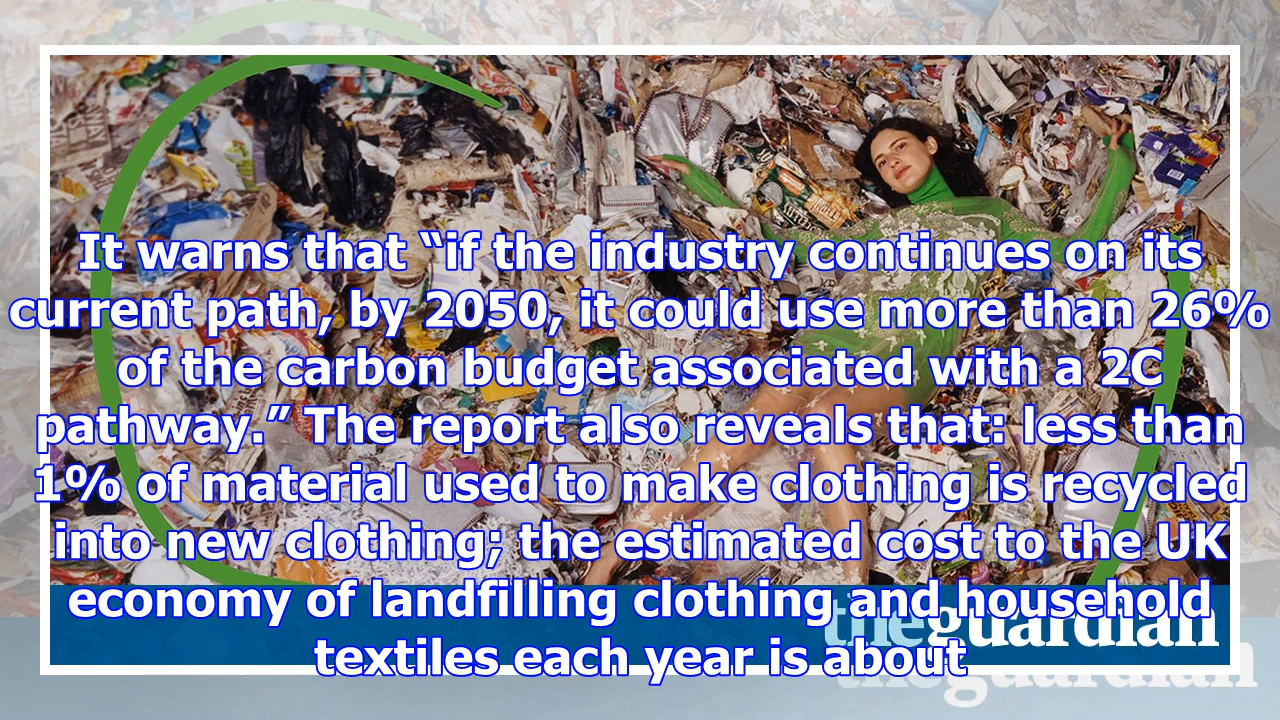 It warns that “if the industry continues on its
current path, by 2050, it could use more than 26%
of the carbon budget associated with a 2C
pathway.” The report also reveals that: less than
1% of material used to make clothing is recycled
into new clothing; the estimated cost to the UK
economy of landfilling clothing and household
theguardian
textiles each year is about
theguardian